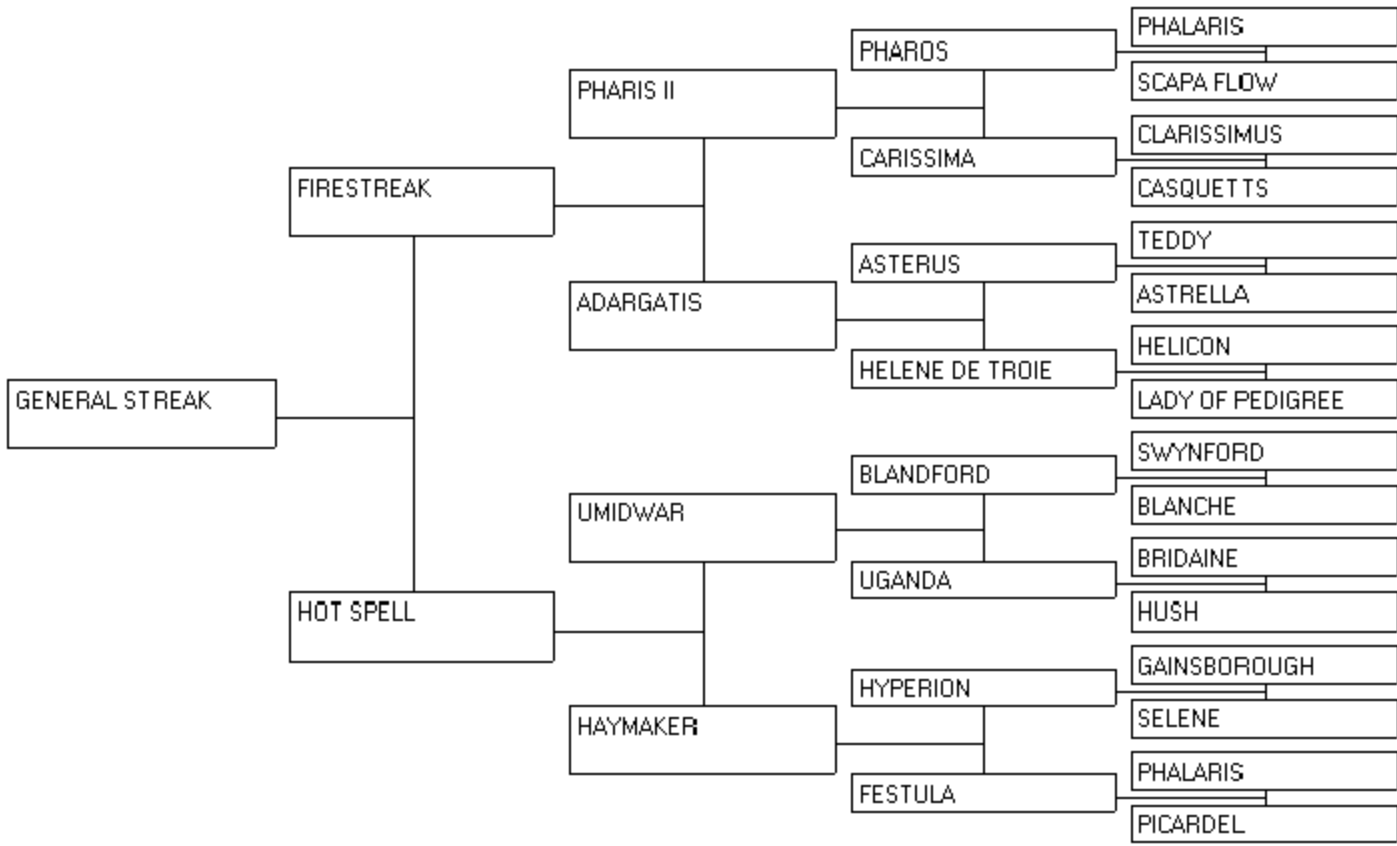 PHALARIS
PHAROS
SCAPA FLOW
PHARIS II
CLARISSIMUS
CARISSIMA
CASQUETTS
FIRESTREAK
TEDDY
ASTERUS
ASTRELLA
ADARGATIS
HELICON
HELENE DE TROIE
LADY OF PEDIGREE
GENERAL STREAK
SWYNFORD
BLANDFORD
BLANCHE
UMIDWAR
BRIDAINE
UGANDA
HUSH
HOT SPELL
GAINSBOROUGH
HYPERION
SELENE
HAYMAKER
PHALARIS
FESTULA
PICARDEL